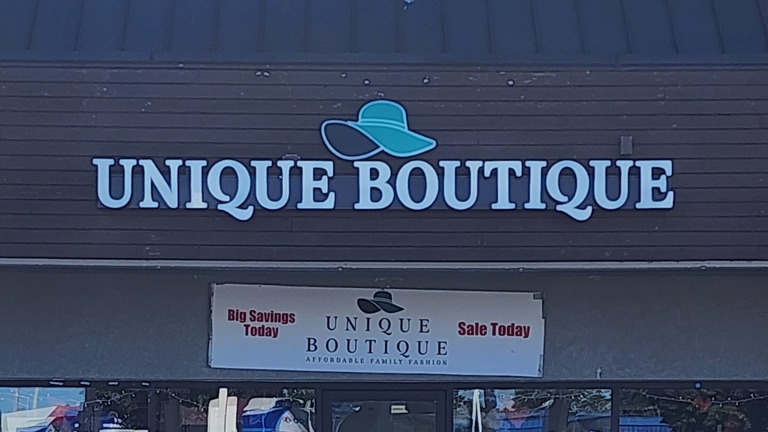 UNIQUE BOUTIQUE
Big Savings
Today
UNIQUE
BOUTIQUE
AFFORDABLE FAMILY FASHION
Sale Today